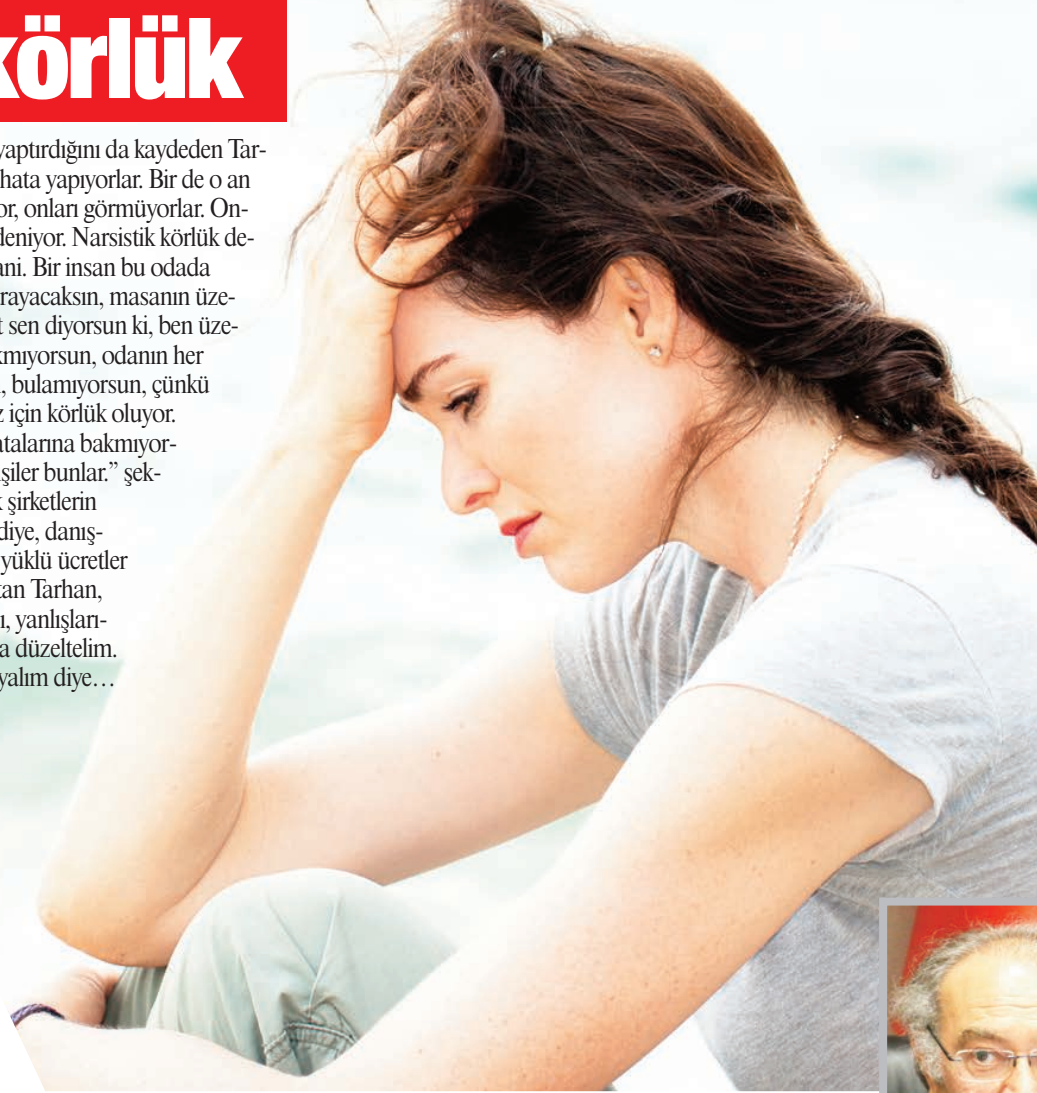 körlük
yaptırdığını da kaydeden Tar-
hata yapıyorlar. Bir de o an
or, onları görmüyorlar. On-
deniyor. Narsistik körlük de-
ani. Bir insan bu odada
rayacaksın, masanın üze-
t sen diyorsun ki, ben üze-
kmıyorsun, odanın her
, bulamıyorsun, çünkü
z için körlük oluyor.
atalarına bakmıyor-
şiler bunlar.” şek-
k şirketlerin
diye, danış-
yüklü ücretler
tan Tarhan,
ı, yanlışları-
a düzeltelim.
yalım diye…